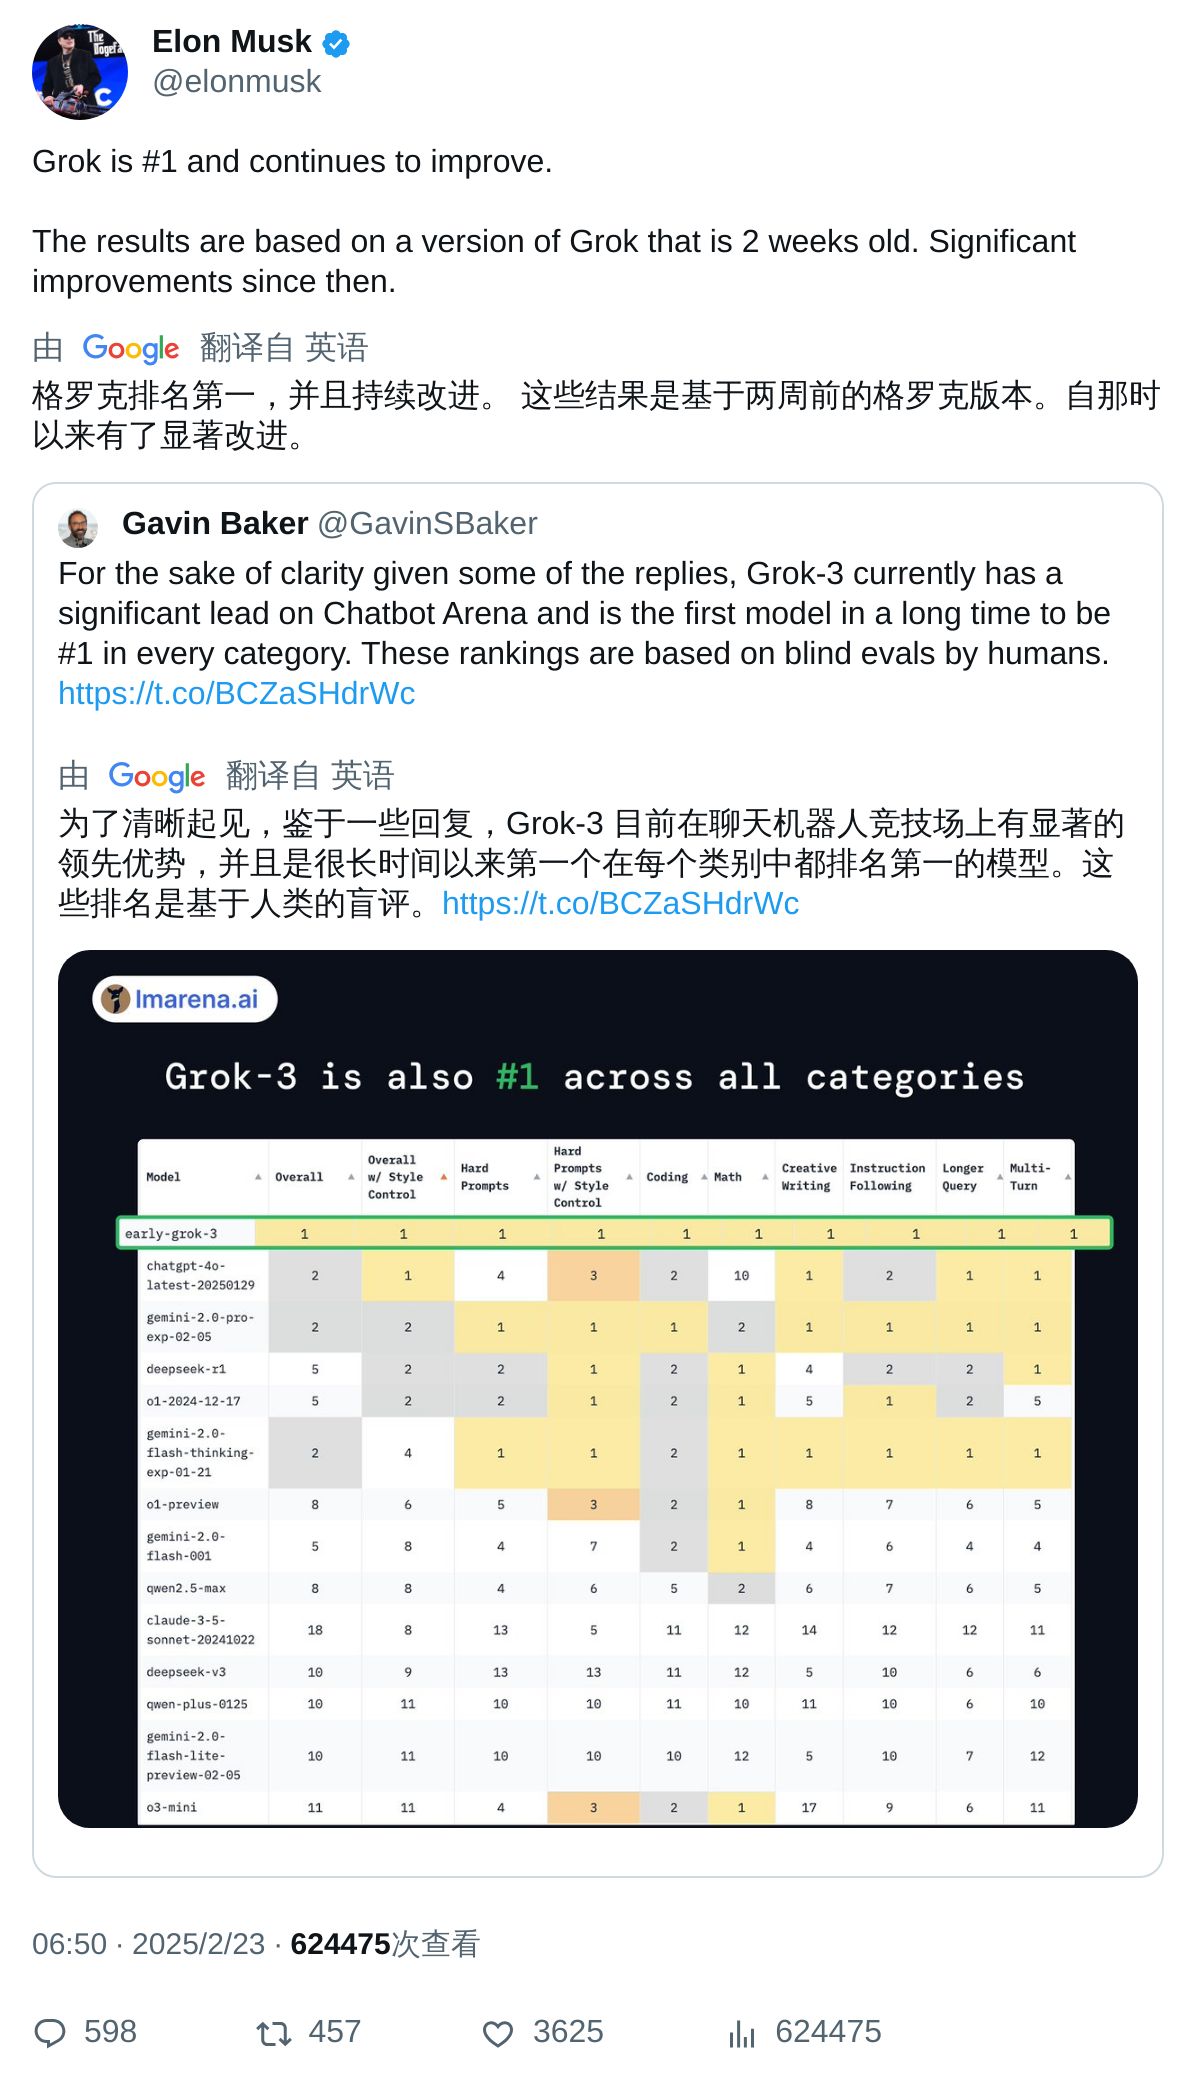 Elon Musk
@elonmusk
Grok is #1 and continues to improve.
The results are based on a version of Grok that is 2 weeks old. Significant
improvements since then.
由 Google 翻译自 英语
格罗克排名第一，并且持续改进。 这些结果是基于两周前的格罗克版本。自那时
以来有了显著改进。
Gavin Baker @GavinSBaker
For the sake of clarity given some of the replies, Grok-3 currently has a
significant lead on Chatbot Arena and is the first model in a long time to be
#1 in every category. These rankings are based on blind evals by humans.
https://t.co/BCZaSHdrWc
由 Google 翻译自 英语
为了清晰起见，鉴于一些回复，Grok-3 目前在聊天机器人竞技场上有显著的
领先优势，并且是很长时间以来第一个在每个类别中都排名第一的模型。这
些排名是基于人类的盲评。https://t.co/BCZaSHdrWc
lmarena.ai
Grok-3 is also #1 across all categories
Model Overall Overall w/ Style Control Hard Prompts Hard Prompts w/ Style Control Coding Math Creative Writing Instruction Following Longer Query Multi-Turn
early-grok-3 1 1 1 1 1 1 1 1 1 1
chatgpt-4o-latest-20250129 2 1 4 3 2 10 1 2 1 1
gemini-2.0-pro-exp-02-05 2 2 1 1 1 2 1 1 1 1
deepseek-r1 5 2 2 1 2 1 4 2 2 1
o1-2024-12-17 5 2 2 1 2 1 5 1 2 5
gemini-2.0-flash-thinking-exp-01-21 2 4 1 1 2 1 1 1 1 1
o1-preview 8 6 5 3 2 1 8 7 6 5
gemini-2.0-flash-001 5 8 4 7 2 1 4 6 4 4
qwen2.5-max 8 8 4 6 5 2 6 7 6 5
claude-3-5-sonnet-20241022 18 8 13 5 11 12 14 12 12 11
deepseek-v3 10 9 13 13 11 12 5 10 6 6
qwen-plus-0125 10 11 10 10 11 10 11 10 6 10
gemini-2.0-flash-lite-preview-02-05 10 11 10 10 10 12 5 10 7 12
o3-mini 11 11 4 3 2 1 17 9 6 11
06:50 · 2025/2/23 · 624475次查看
598 457 3625 624475